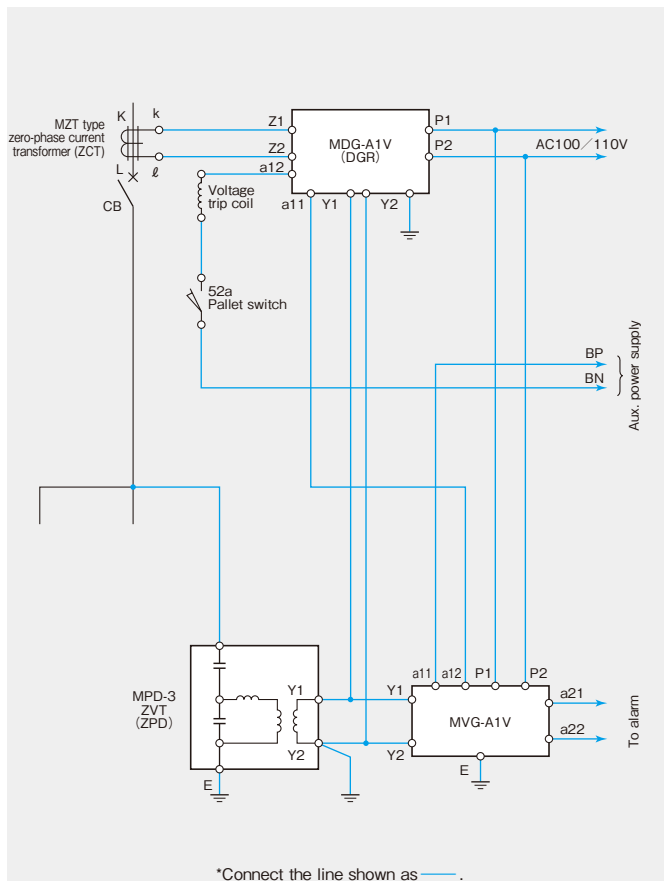 K
k
MZT type
zero-phase current
transformer (ZCT)
L
ℓ
CB
Z1
Z2
a12
MDG-A1V
(DGR)
P1
P2
AC100/110V
a11
Y1
Y2
Voltage
trip coil
52a
Pallet switch
BP
BN
Aux. power supply
MPD-3
ZVT
(ZPD)
Y1
Y2
E
a11
a12
P1
P2
Y1
Y2
MVG-A1V
a21
a22
To alarm
E
*Connect the line shown as .